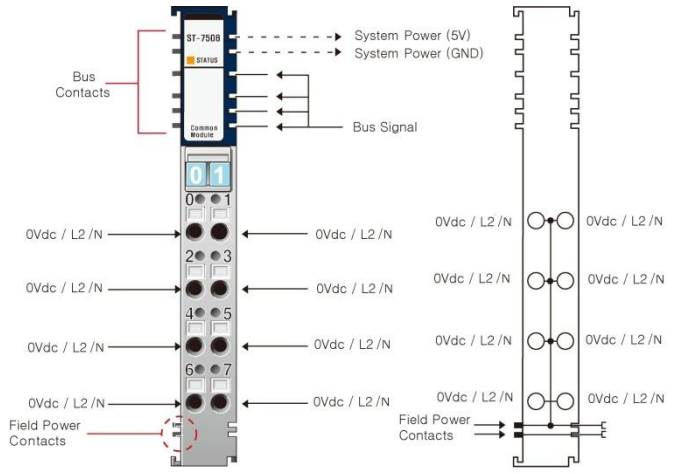 ST-7508
STATUS
Common
Module
System Power (5V)
System Power (GND)
Bus
Contacts
Bus Signal
01
0 1
0Vdc / L2 /N
0Vdc / L2 /N
2 3
0Vdc / L2 /N
0Vdc / L2 /N
4 5
0Vdc / L2 /N
0Vdc / L2 /N
6 7
0Vdc / L2 /N
0Vdc / L2 /N
Field Power
Contacts
0Vdc / L2 /N
0Vdc / L2 /N
0Vdc / L2 /N
0Vdc / L2 /N
0Vdc / L2 /N
0Vdc / L2 /N
0Vdc / L2 /N
0Vdc / L2 /N
Field Power
Contacts